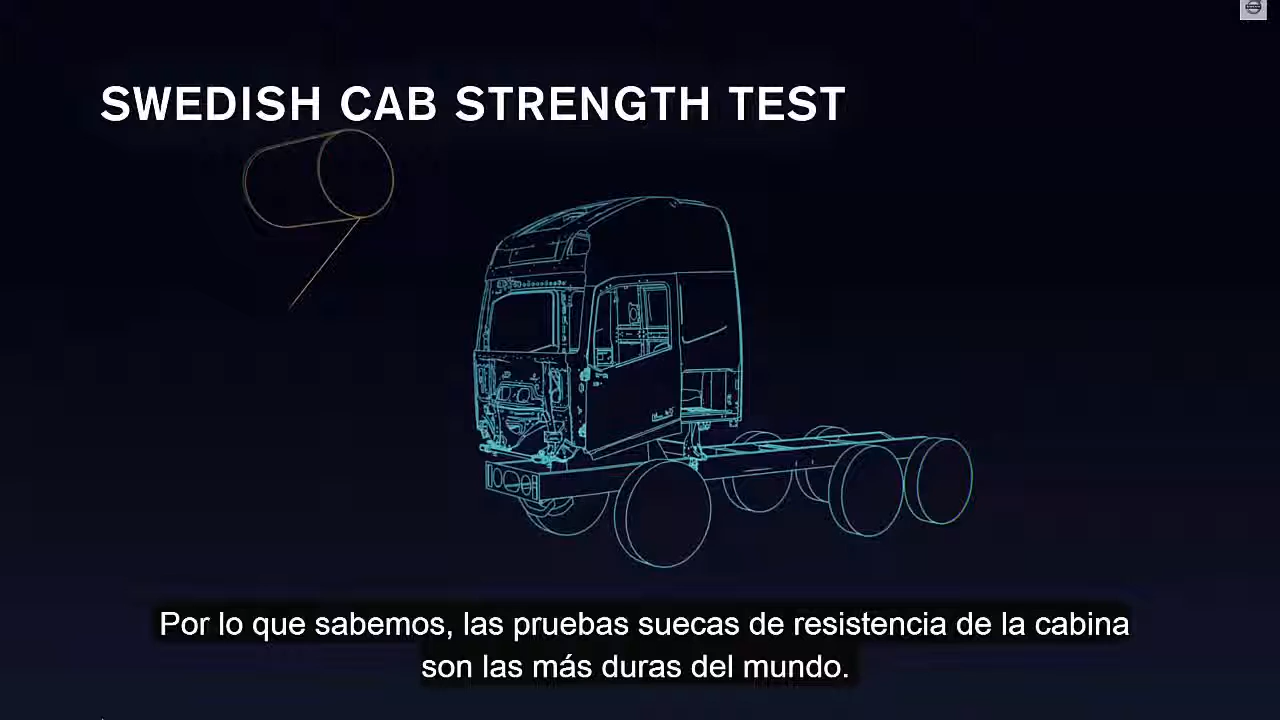 SWEDISH CAB STRENGTH TEST
Por lo que sabemos, las pruebas suecas de resistencia de la cabina
son las más duras del mundo.